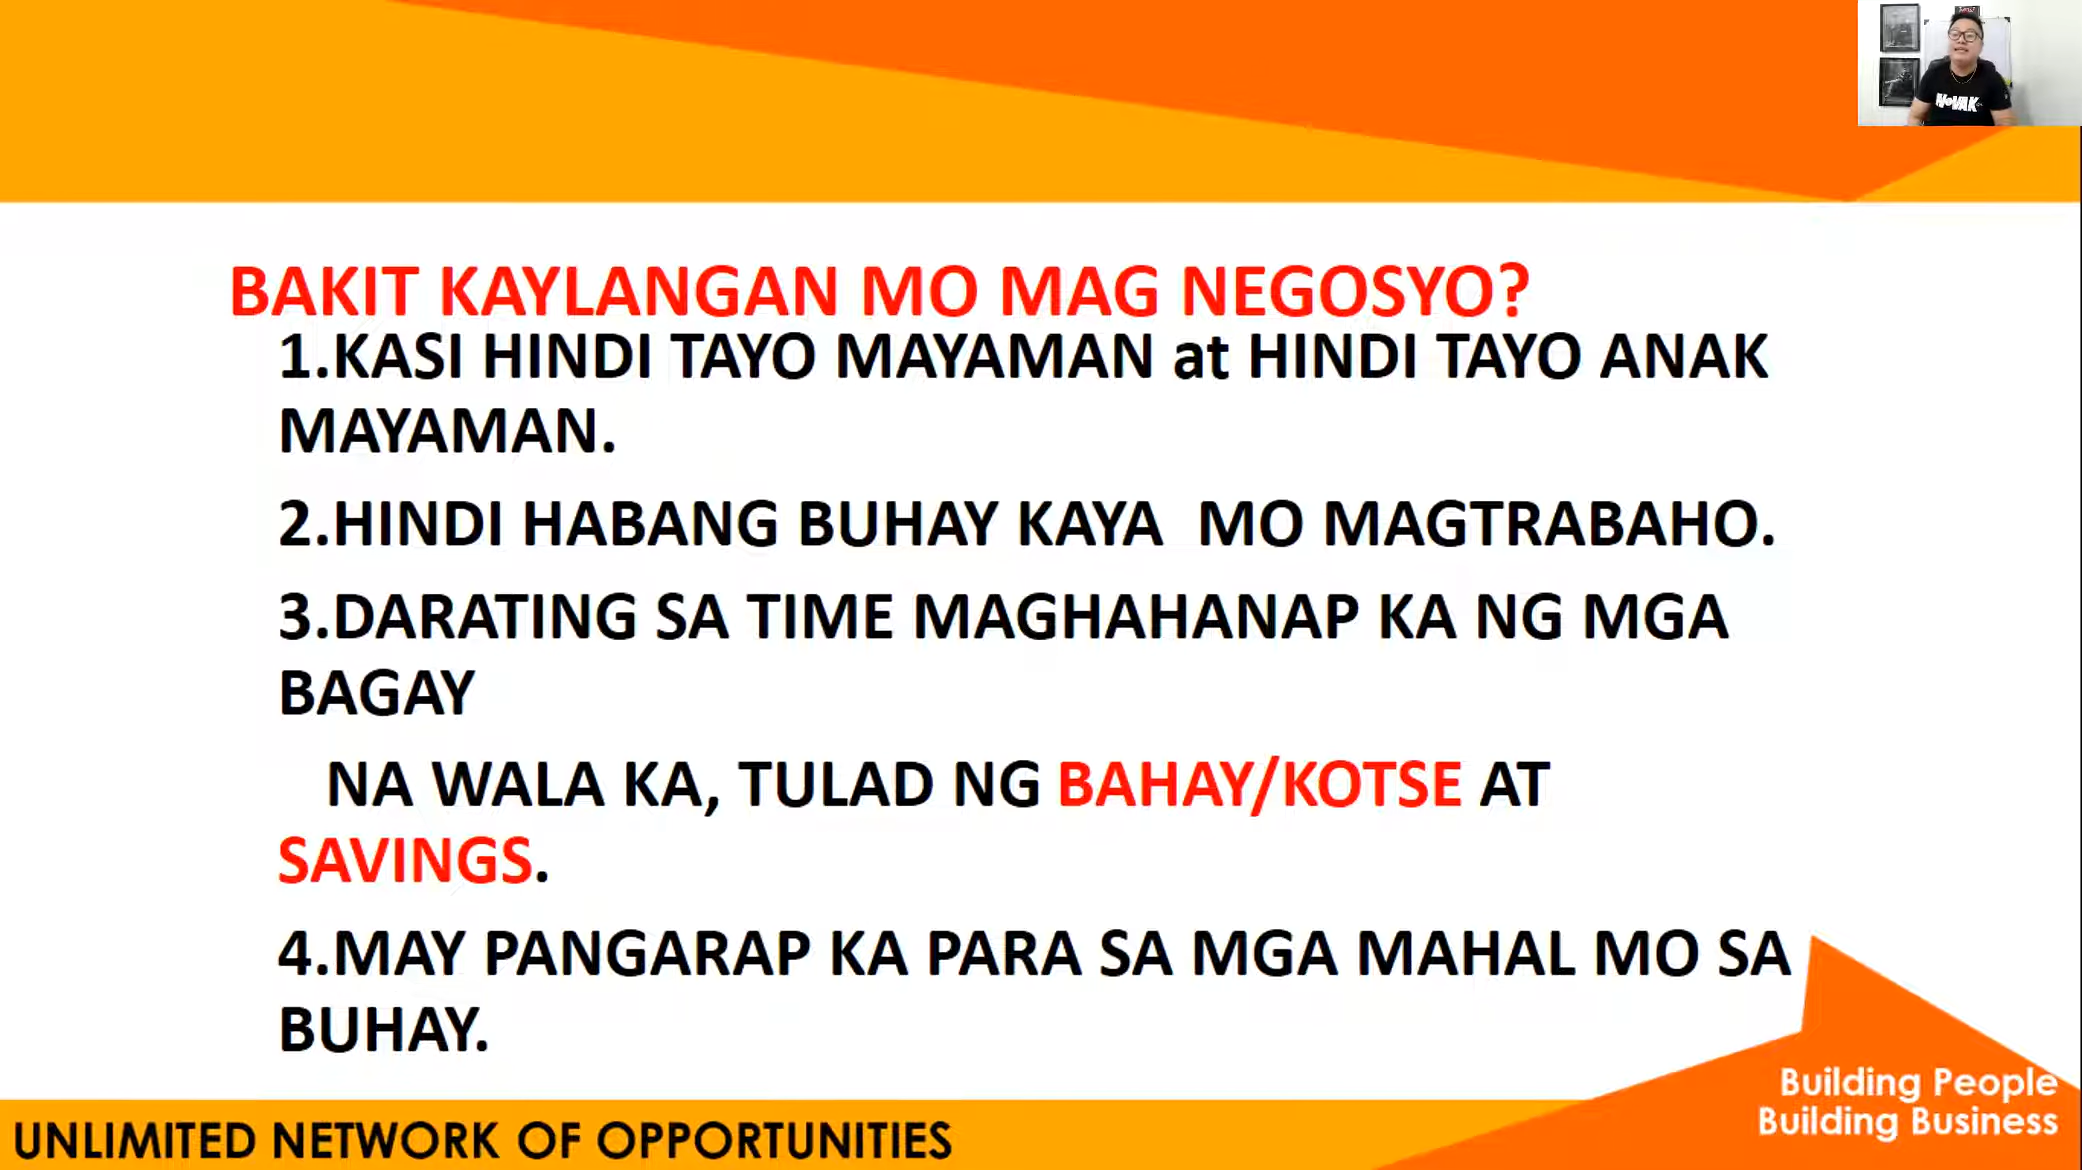 BAKIT KAYLANGAN MO MAG NEGOSYO?
1.KASI HINDI TAYO MAYAMAN at HINDI TAYO ANAK
MAYAMAN.
2.HINDI HABANG BUHAY KAYA  MO MAGTRABAHO.
3.DARATING SA TIME MAGHAHANAP KA NG MGA
BAGAY
NA WALA KA, TULAD NG BAHAY/KOTSE AT
SAVINGS.
4.MAY PANGARAP KA PARA SA MGA MAHAL MO SA
BUHAY.
Building People
Building Business
UNLIMITED NETWORK OF OPPORTUNITIES